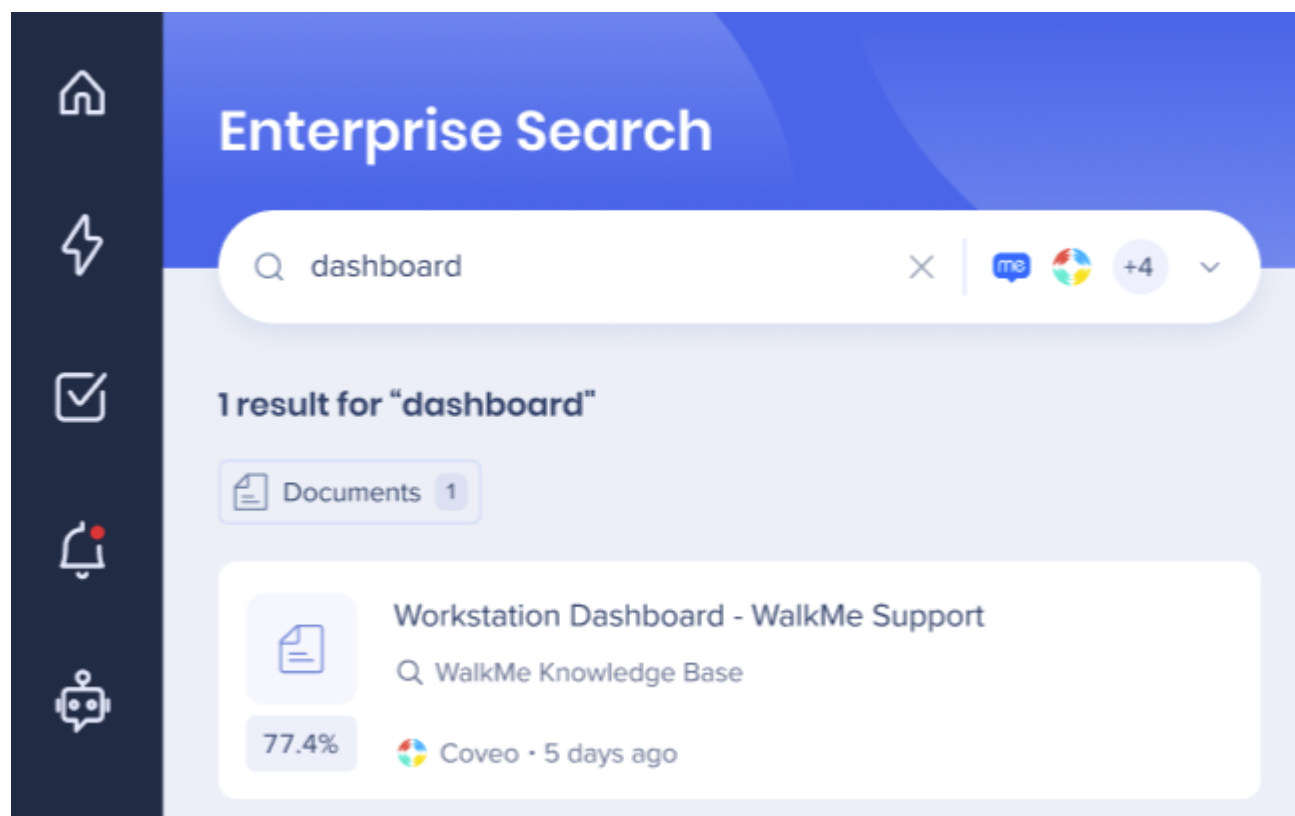 Enterprise Search
dashboard
me
+4
1 result for “dashboard"
Documents 1
Workstation Dashboard - WalkMe Support
WalkMe Knowledge Base
77.4%
Coveo · 5 days ago